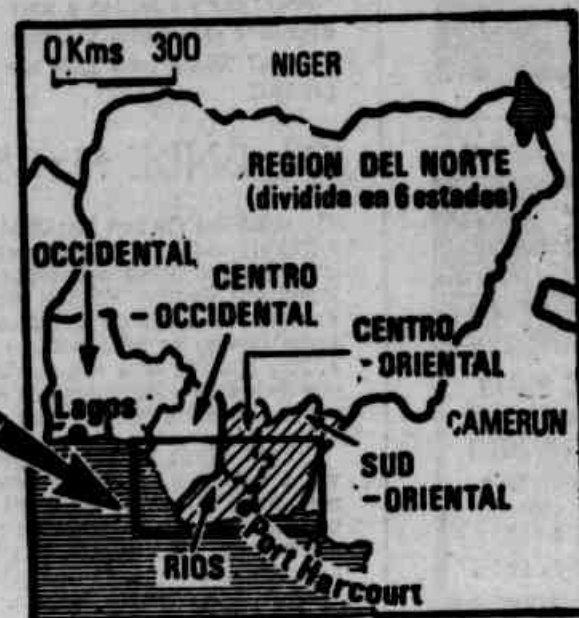 0 Kms 300
NIGER
REGION DEL NORTE
(dividida en 6 estados)
OCCIDENTAL
CENTRO
- OCCIDENTAL
CENTRO
- ORIENTAL
Lagos
CAMERUN
SUD
- ORIENTAL
RIOS
Port Harcourt